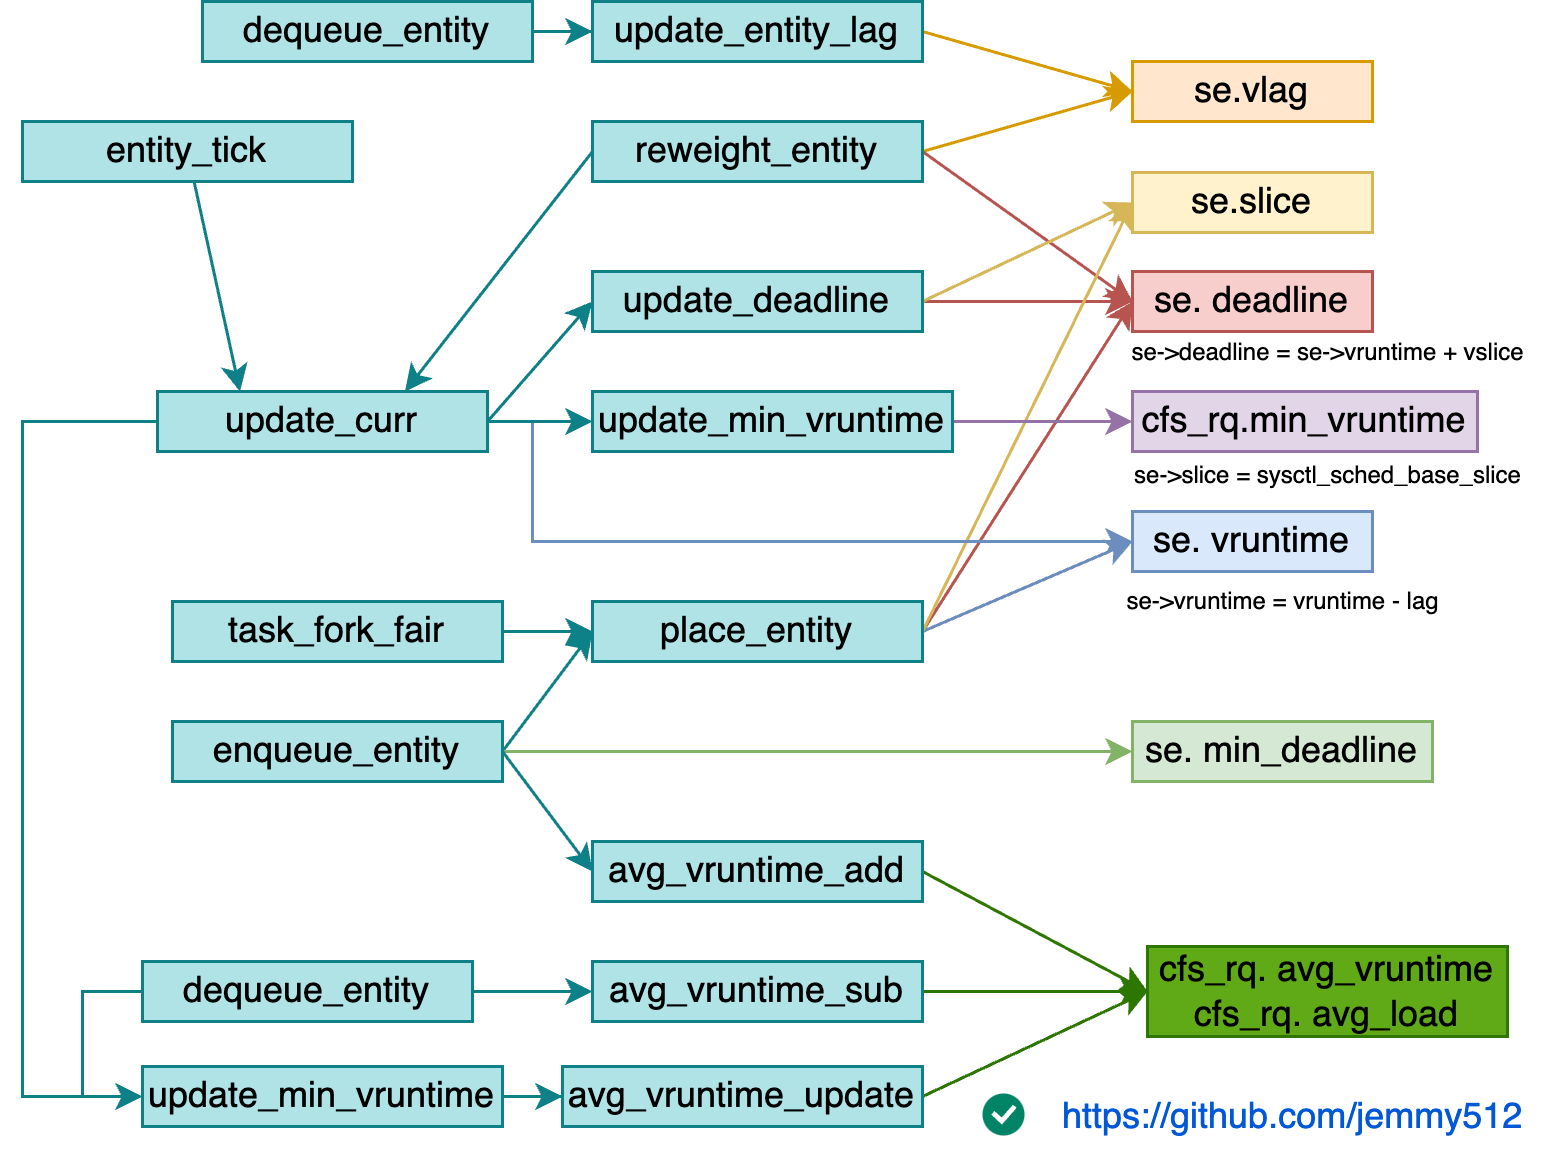 dequeue_entity
update_entity_lag
se.vlag
entity_tick
reweight_entity
se.slice
update_deadline
se. deadline
se->deadline = se->vruntime + vslice
update_curr
update_min_vruntime
cfs_rq.min_vruntime
se->slice = sysctl_sched_base_slice
se. vruntime
se->vruntime = vruntime - lag
task_fork_fair
place_entity
enqueue_entity
se. min_deadline
avg_vruntime_add
dequeue_entity
avg_vruntime_sub
cfs_rq. avg_vruntime
cfs_rq. avg_load
update_min_vruntime
avg_vruntime_update
https://github.com/jemmy512